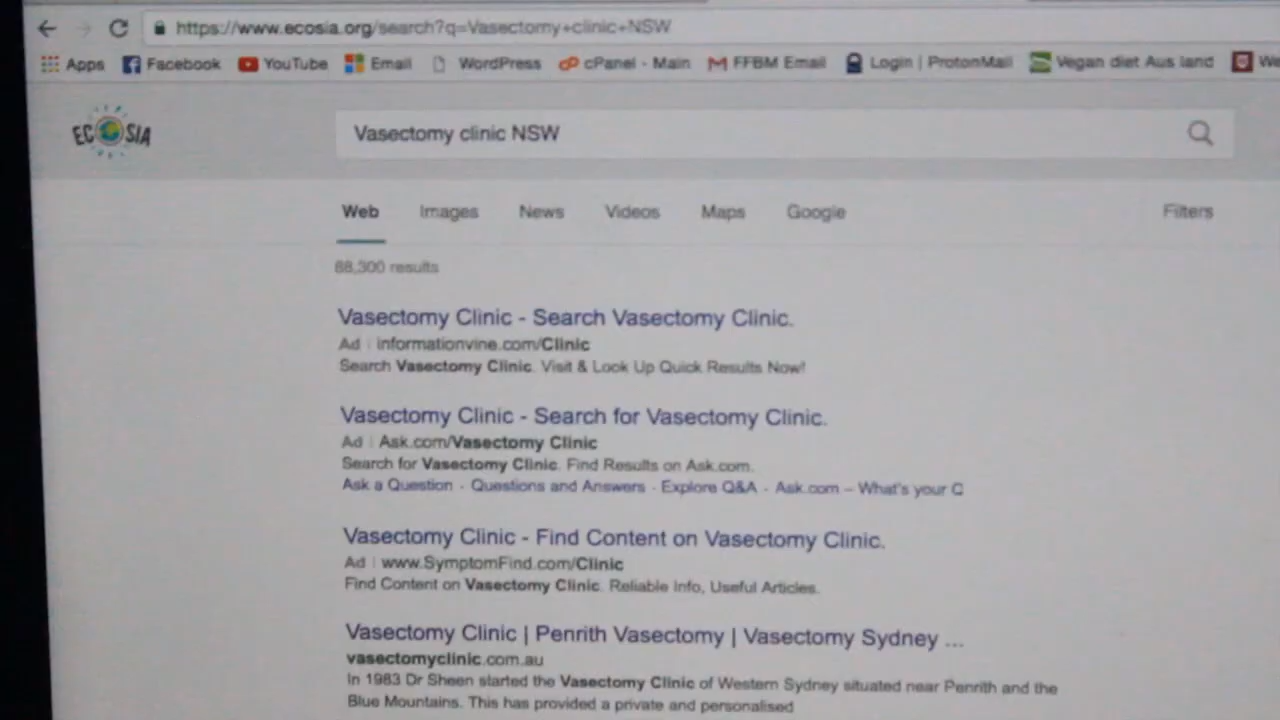 https://www.ecosia.org/search?q=Vasectomy+clinic+NSW
Apps Facebook YouTube Email WordPress cPanel - Main FFBM Email Login | ProtonMail Vegan diet Aus land We
ECOSIA Vasectomy clinic NSW
Web Images News Videos Maps Google Filters
68,300 results
Vasectomy Clinic - Search Vasectomy Clinic.
Ad informationvine.com/Clinic
Search Vasectomy Clinic. Visit & Look Up Quick Results Now!
Vasectomy Clinic - Search for Vasectomy Clinic.
Ad Ask.com/Vasectomy Clinic
Search for Vasectomy Clinic. Find Results on Ask.com.
Ask a Question - Questions and Answers - Explore Q&A - Ask.com – What's your Q
Vasectomy Clinic - Find Content on Vasectomy Clinic.
Ad www.SymptomFind.com/Clinic
Find Content on Vasectomy Clinic. Reliable Info, Useful Articles.
Vasectomy Clinic | Penrith Vasectomy | Vasectomy Sydney ...
vasectomyclinic.com.au
In 1983 Dr Sheen started the Vasectomy Clinic of Western Sydney situated near Penrith and the
Blue Mountains. This has provided a private and personalised